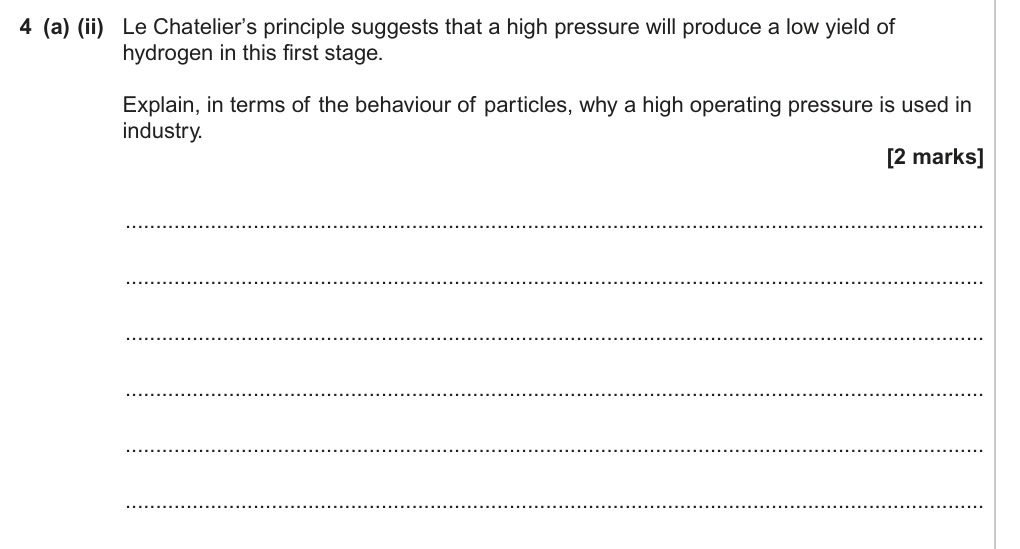 4 (a) (ii) Le Chatelier's principle suggests that a high pressure will produce a low yield of
hydrogen in this first stage.
Explain, in terms of the behaviour of particles, why a high operating pressure is used in
industry.
[2 marks]